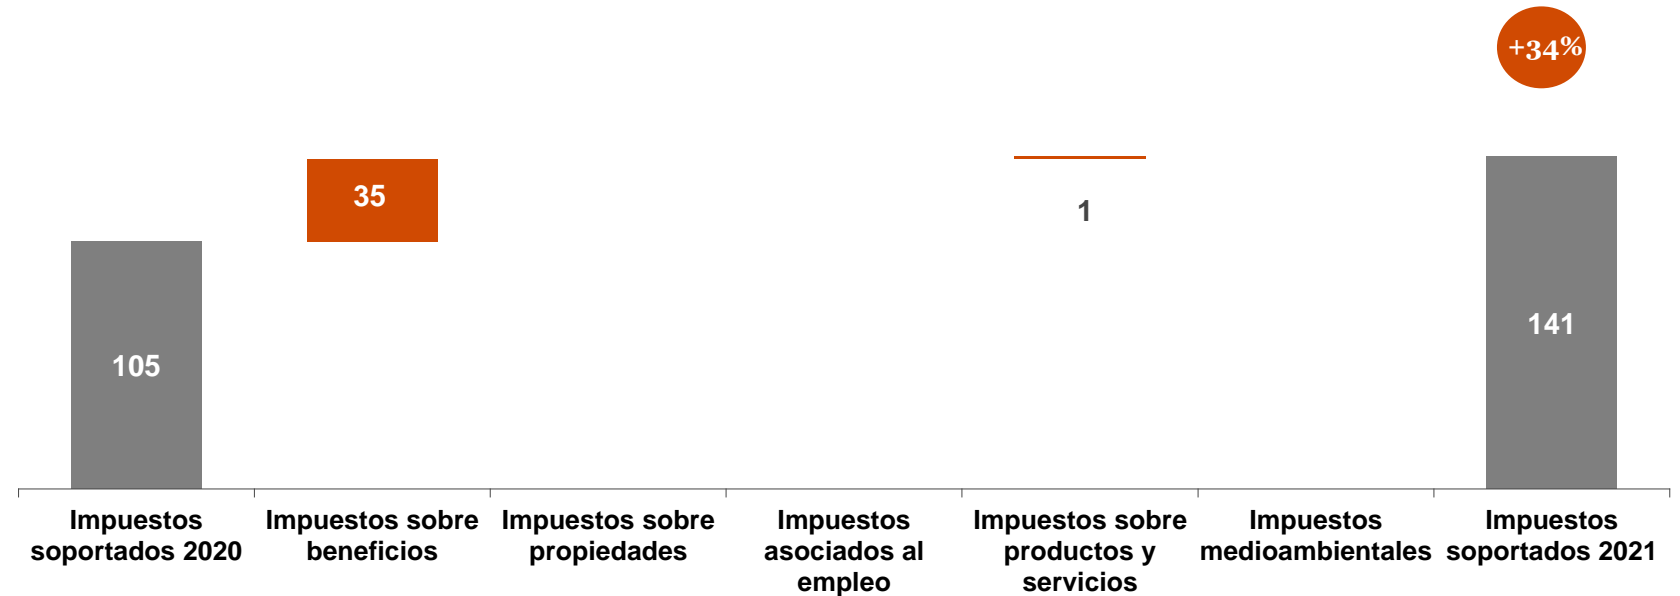 +34%
35
1
141
105
Impuestos
soportados 2020
Impuestos sobre
beneficios
Impuestos sobre
propiedades
Impuestos
asociados al
empleo
Impuestos sobre
productos y
servicios
Impuestos
medioambientales
Impuestos
soportados 2021